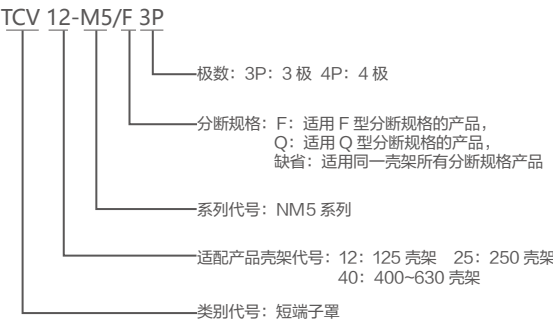 TCV 12-M5/F 3P
极数：3P：3 极 4P：4 极
分断规格：F：适用 F 型分断规格的产品，
Q：适用 Q 型分断规格的产品，
缺省：适用同一壳架所有分断规格产品
系列代号：NM5 系列
适配产品壳架代号：12：125 壳架 25：250 壳架
40：400~630 壳架
类别代号：短端子罩